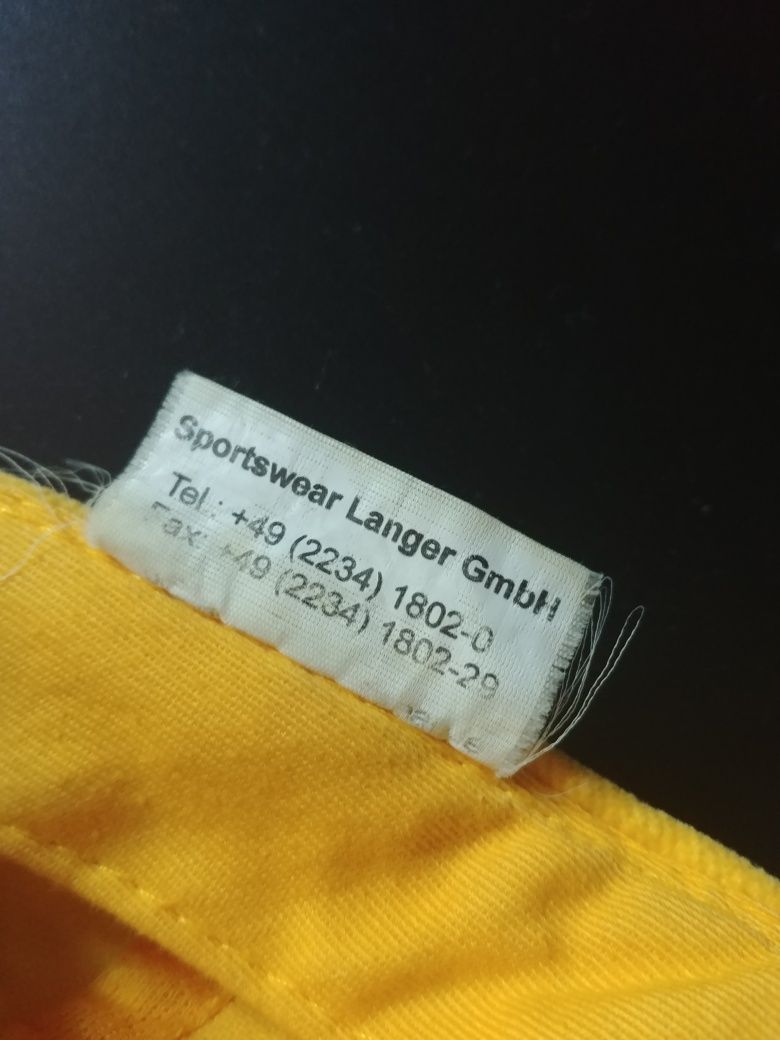 Sportswear Langer GmbH
Tel.: +49 (2234) 1802-0
Fax: +49 (2234) 1802-29